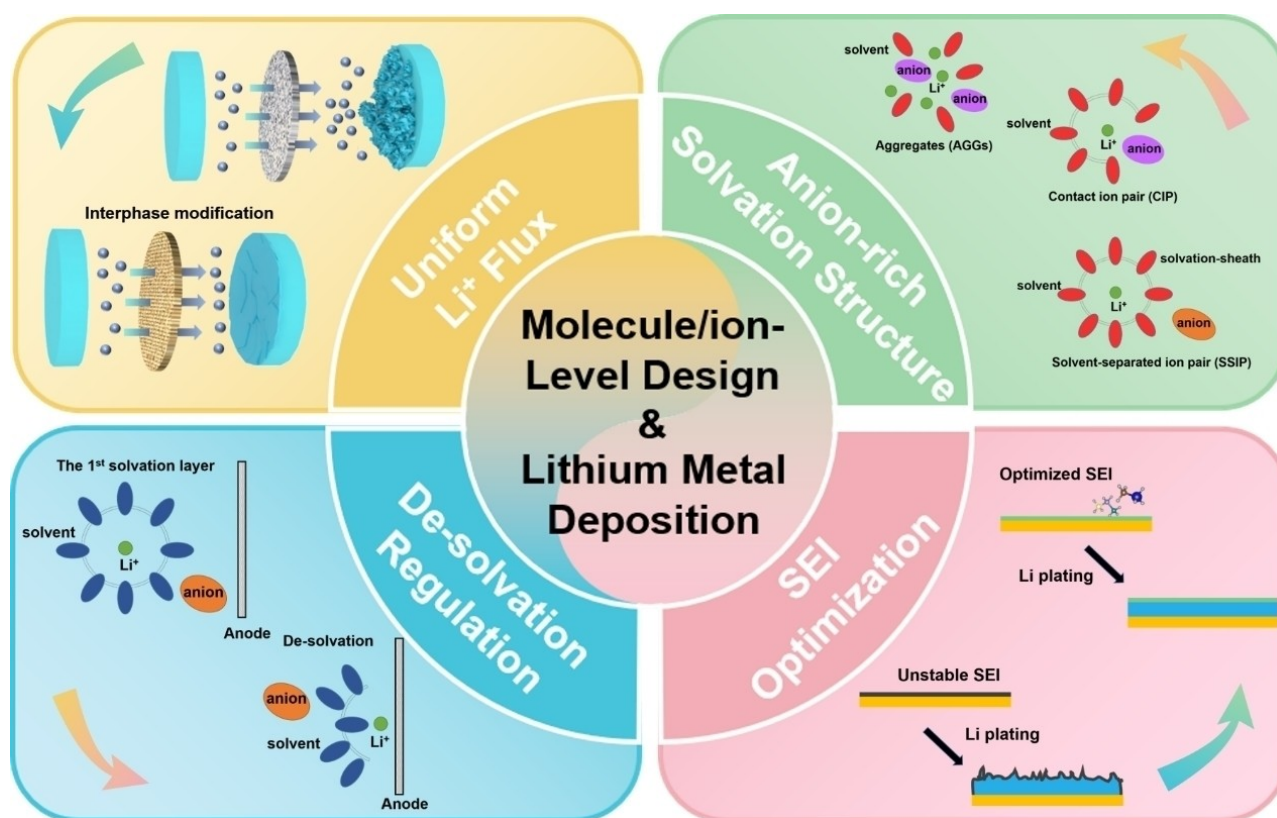 Interphase modification
Uniform
Li⁺ Flux
Anion-rich
Solvation Structure
solvent
anion
Li⁺
anion
Aggregates (AGGs)
solvent
Li⁺
anion
Contact ion pair (CIP)
solvation-sheath
solvent
Li⁺
anion
Solvent-separated ion pair (SSIP)
Molecule/ion-
Level Design
&
Lithium Metal
Deposition
The 1ˢᵗ solvation layer
solvent
Li⁺
anion
Anode
De-solvation
anion
solvent
Li⁺
Anode
De-solvation
Regulation
SEI
Optimization
Optimized SEI
Li plating
Unstable SEI
Li plating